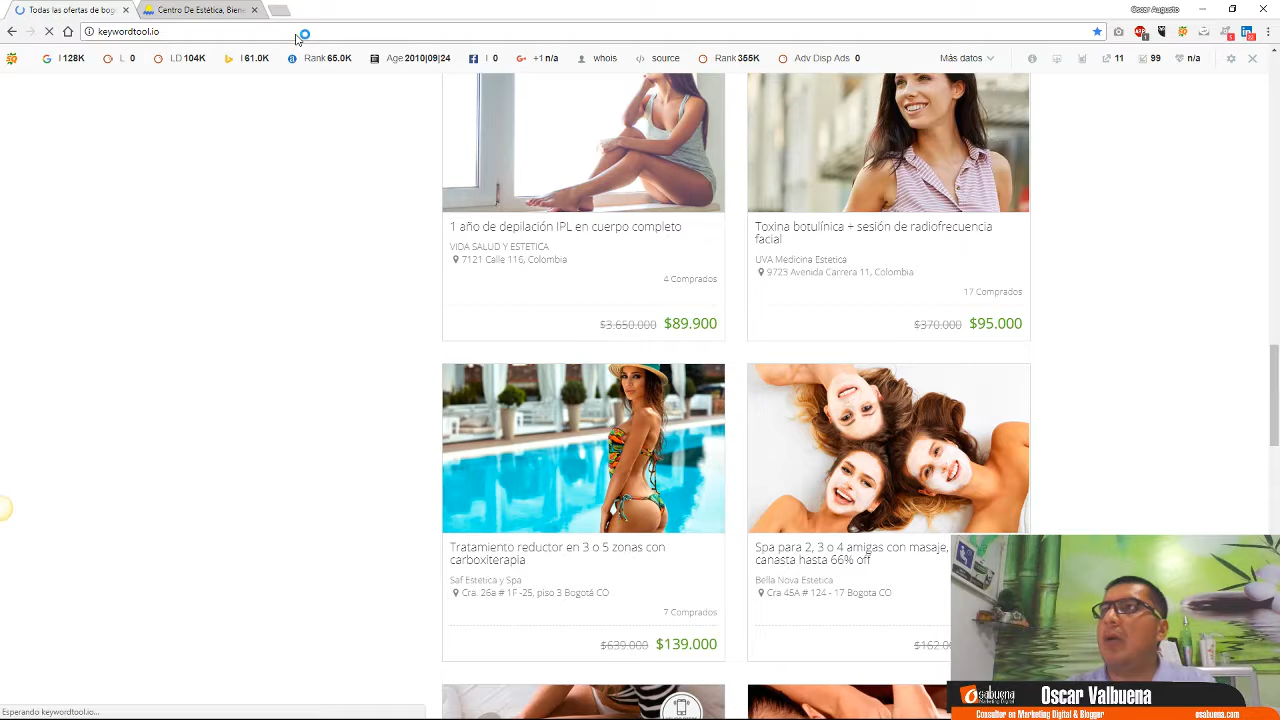 Todas las ofertas de bog
Centro De Estética, Biene
Oscar Augusto
keywordtool.io
I 128K
L 0
LD 104K
I 61.0K
Rank 65.0K
Age 2010|09|24
I 0
+1 n/a
whois
source
Rank 355K
Adv Disp Ads 0
Más datos
11
99
n/a
1 año de depilación IPL en cuerpo completo
VIDA SALUD Y ESTETICA
7121 Calle 116, Colombia
4 Comprados
$3.650.000 $89.900
Toxina botulínica + sesión de radiofrecuencia
facial
UVA Medicina Estetica
9723 Avenida Carrera 11, Colombia
17 Comprados
$370.000 $95.000
Tratamiento reductor en 3 o 5 zonas con
carboxiterapia
Saf Estetica y Spa
Cra. 26a # 1F -25, piso 3 Bogotá CO
7 Comprados
$639.000 $139.000
Spa para 2, 3 o 4 amigas con masaje,
canasta hasta 66% off
Bella Nova Estetica
Cra 45A # 124 - 17 Bogota CO
$162.0
Esperando keywordtool.io...
osabuena
Marketing Digital
Oscar Valbuena
Consultor en Marketing Digital & Blogger
osabuena.com